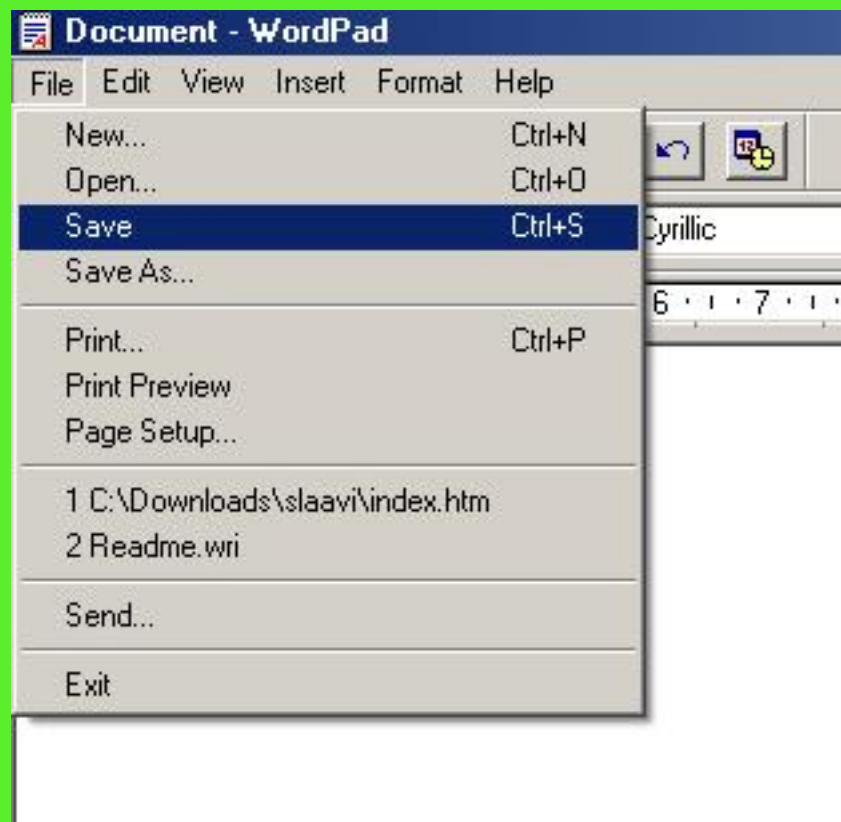 Document - WordPad
File Edit View Insert Format Help
New... Ctrl+N
Open... Ctrl+O
Save Ctrl+S
Cyrillic
Save As...
6 7
Print... Ctrl+P
Print Preview
Page Setup...
1 C:\Downloads\slaavi\index.htm
2 Readme.wri
Send...
Exit